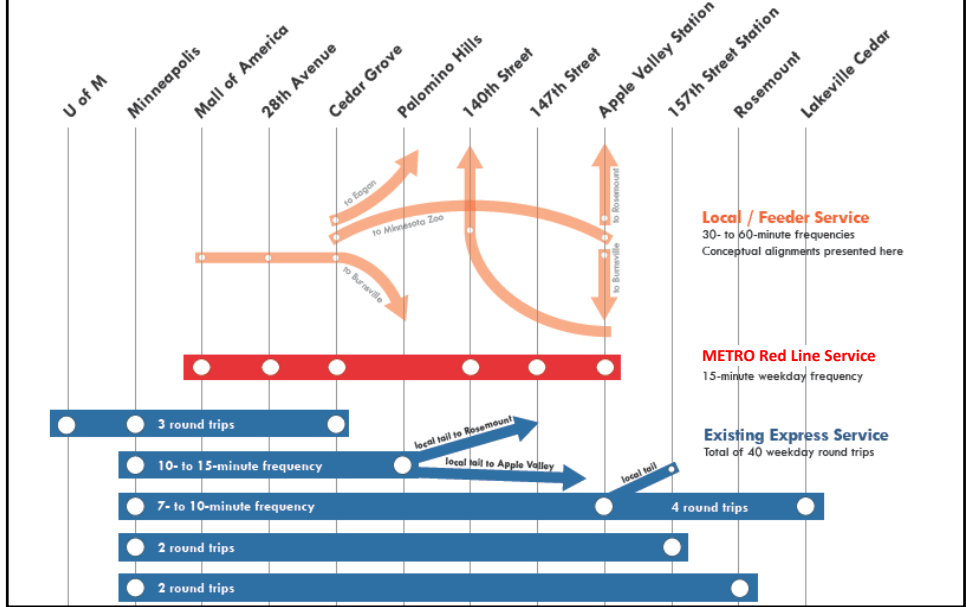 U of M
Minneapolis
Mall of America
28th Avenue
Cedar Grove
Palomino Hills
140th Street
147th Street
Apple Valley Station
157th Street Station
Rosemount
Lakeville Cedar
to Eagan
to Minnesota Zoo
to Burnsville
to Rosemount
to Burnsville
Local / Feeder Service
30- to 60-minute frequencies
Conceptual alignments presented here
METRO Red Line Service
15-minute weekday frequency
3 round trips
local tail to Rosemount
Existing Express Service
Total of 40 weekday round trips
10- to 15-minute frequency
local tail to Apple Valley
local tail
7- to 10-minute frequency
4 round trips
2 round trips
2 round trips